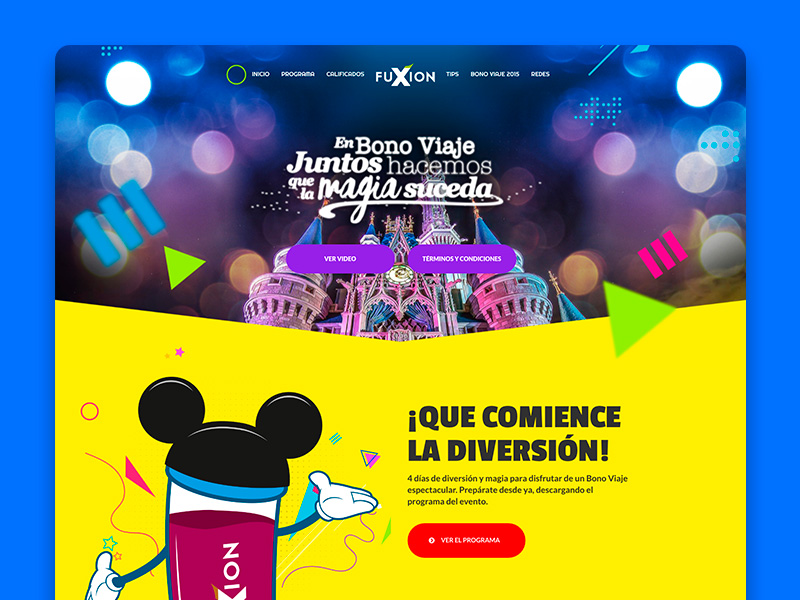 INICIO PROGRAMA CALIFICADOS FUXION TIPS BONO VIAJE 2015 REDES
En Bono Viaje
Juntos hacemos
que la magia suceda
VER VIDEO TÉRMINOS Y CONDICIONES
¡QUE COMIENCE
LA DIVERSIÓN!
4 días de diversión y magia para disfrutar de un Bono Viaje
espectacular. Prepárate desde ya, descargando el
programa del evento.
VER EL PROGRAMA
XION